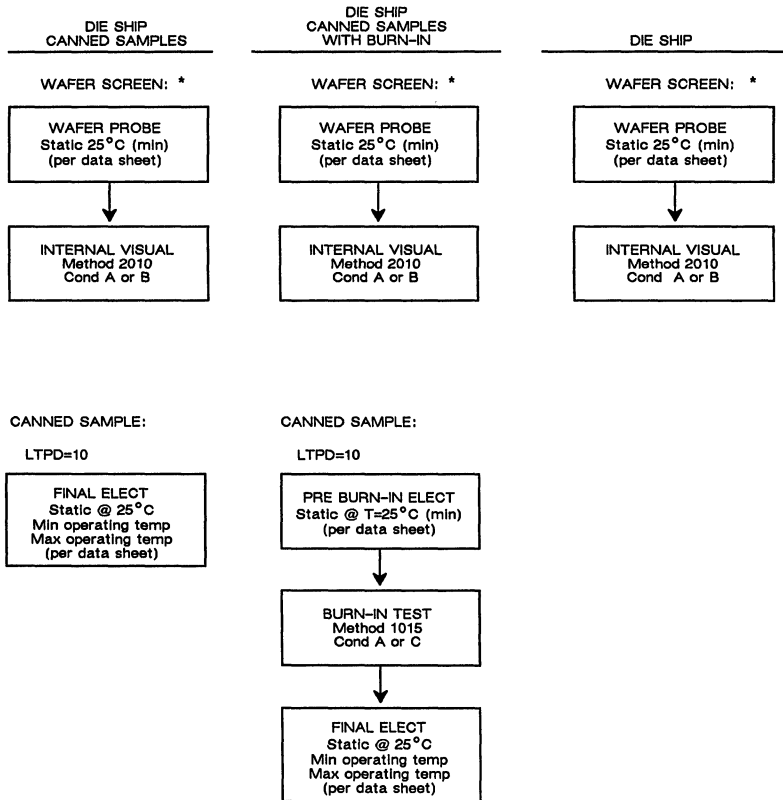 DIE SHIP
CANNED SAMPLES
WAFER SCREEN: *
WAFER PROBE
Static 25°C (min)
(per data sheet)
INTERNAL VISUAL
Method 2010
Cond A or B
CANNED SAMPLE:
LTPD=10
FINAL ELECT
Static @ 25°C
Min operating temp
Max operating temp
(per data sheet)
DIE SHIP
CANNED SAMPLES
WITH BURN-IN
WAFER SCREEN: *
WAFER PROBE
Static 25°C (min)
(per data sheet)
INTERNAL VISUAL
Method 2010
Cond A or B
CANNED SAMPLE:
LTPD=10
PRE BURN-IN ELECT
Static @ T=25°C (min)
(per data sheet)
BURN-IN TEST
Method 1015
Cond A or C
FINAL ELECT
Static @ 25°C
Min operating temp
Max operating temp
(per data sheet)
DIE SHIP
WAFER SCREEN: *
WAFER PROBE
Static 25°C (min)
(per data sheet)
INTERNAL VISUAL
Method 2010
Cond A or B